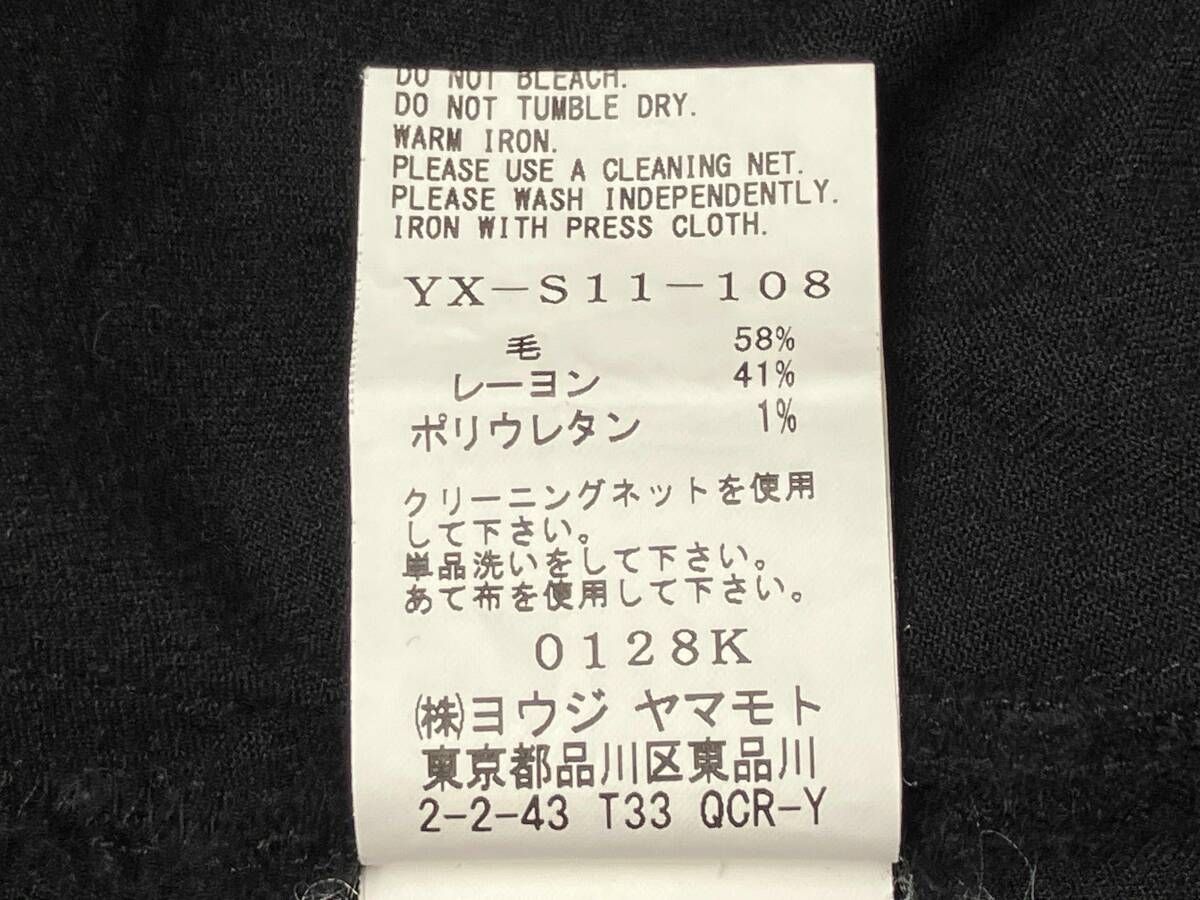 DO NOT BLEACH.
DO NOT TUMBLE DRY.
WARM IRON.
PLEASE USE A CLEANING NET.
PLEASE WASH INDEPENDENTLY.
IRON WITH PRESS CLOTH.
YX-S11-108
毛 58%
レーヨン 41%
ポリウレタン 1%
クリーニングネットを使用
して下さい。
単品洗いをして下さい。
あて布を使用して下さい。
0128K
(株)ヨウジ ヤマモト
東京都品川区東品川
2-2-43 T33 QCR-Y